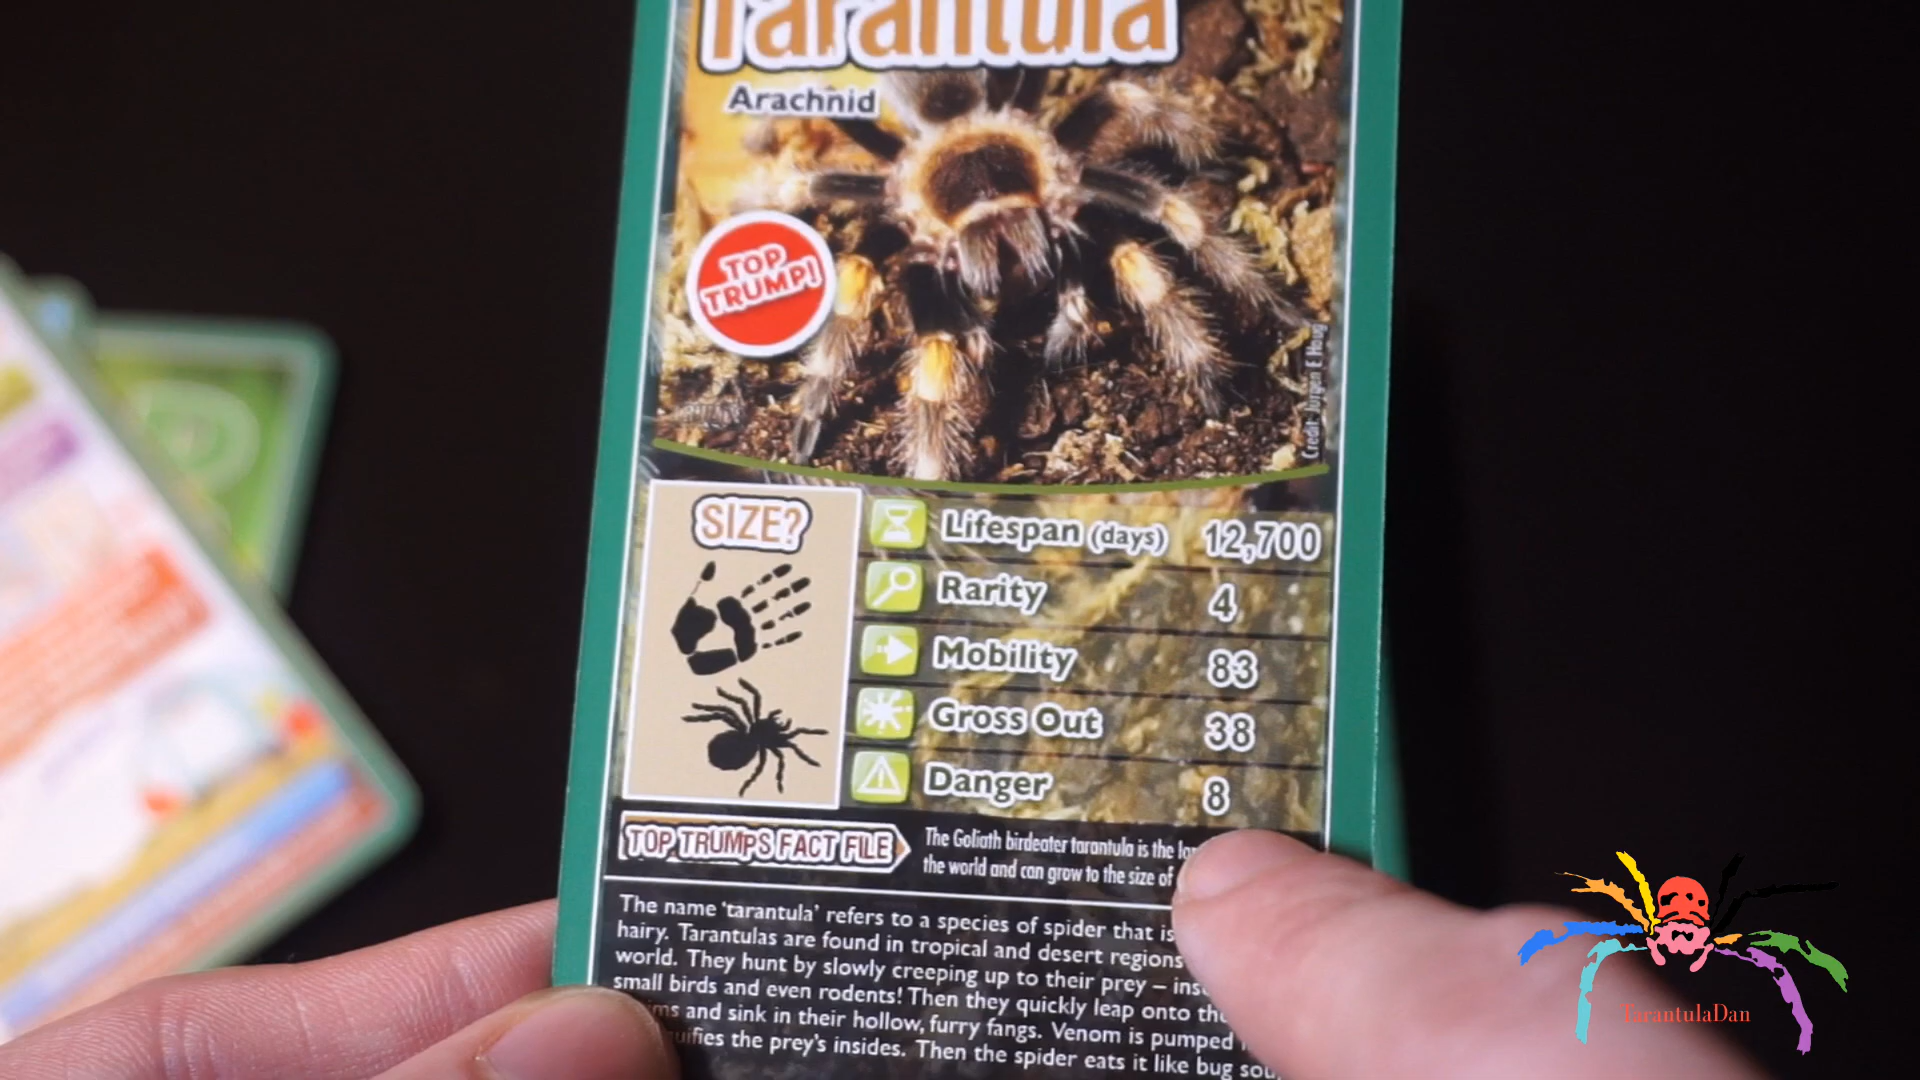 Tarantula
Arachnid
TOP
TRUMP!
Credit: Jurgen E Haug
SIZE?
Lifespan (days) 12,700
Rarity 4
Mobility 83
Gross Out 38
Danger 8
TOP TRUMPS FACT FILE
The Goliath birdeater tarantula is the
the world and can grow to the size of
The name 'tarantula' refers to a species of spider that is
hairy. Tarantulas are found in tropical and desert regions
world. They hunt by slowly creeping up to their prey –
small birds and even rodents! Then they quickly leap onto
and sink in their hollow, furry fangs. Venom is pumped
the prey's insides. Then the spider eats it like bug
TarantulaDan